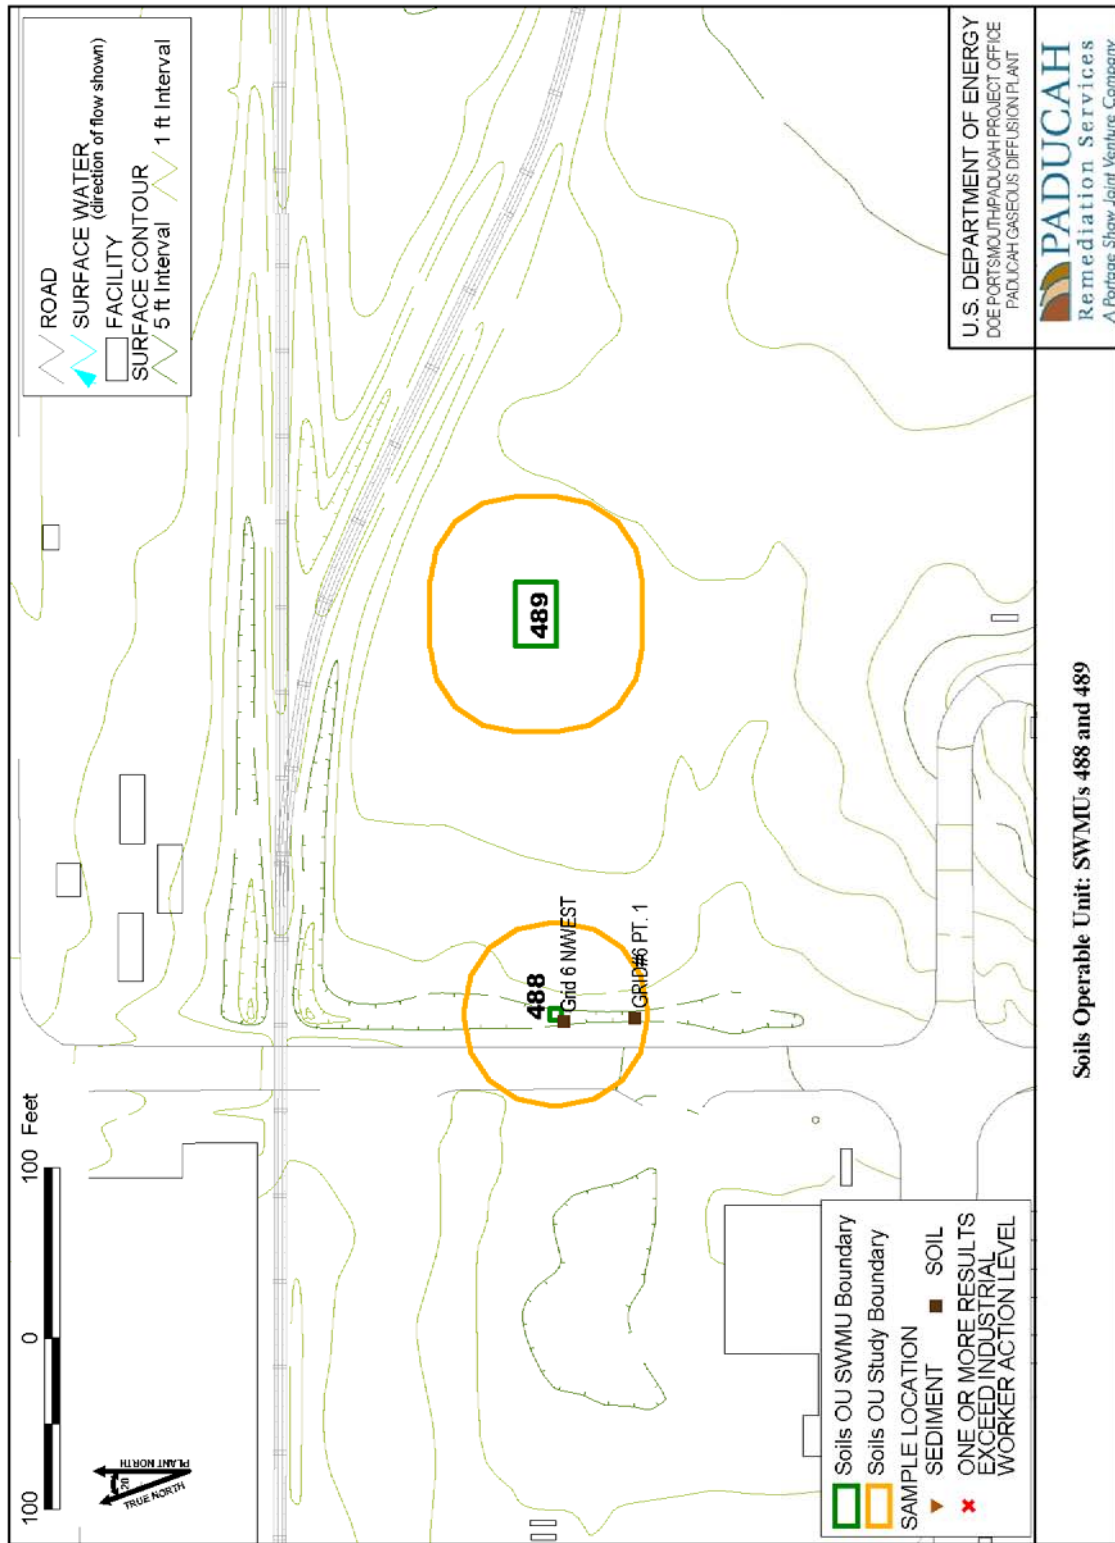 100 0 100 Feet
TRUE NORTH
20
PLANT NORTH
ROAD
SURFACE WATER
(direction of flow shown)
FACILITY
SURFACE CONTOUR
5 ft Interval 1 ft Interval
488
Grid 6 N/WEST
GRID#6 PT. 1
489
Soils OU SWMU Boundary
Soils OU Study Boundary
SAMPLE LOCATION
SEDIMENT SOIL
ONE OR MORE RESULTS
EXCEED INDUSTRIAL
WORKER ACTION LEVEL
U.S. DEPARTMENT OF ENERGY
DOE PORTSMOUTH/PADUCAH PROJECT OFFICE
PADUCAH GASEOUS DIFFUSION PLANT
PADUCAH
Remediation Services
A Portage Shaw Joint Venture Company
Soils Operable Unit: SWMUs 488 and 489